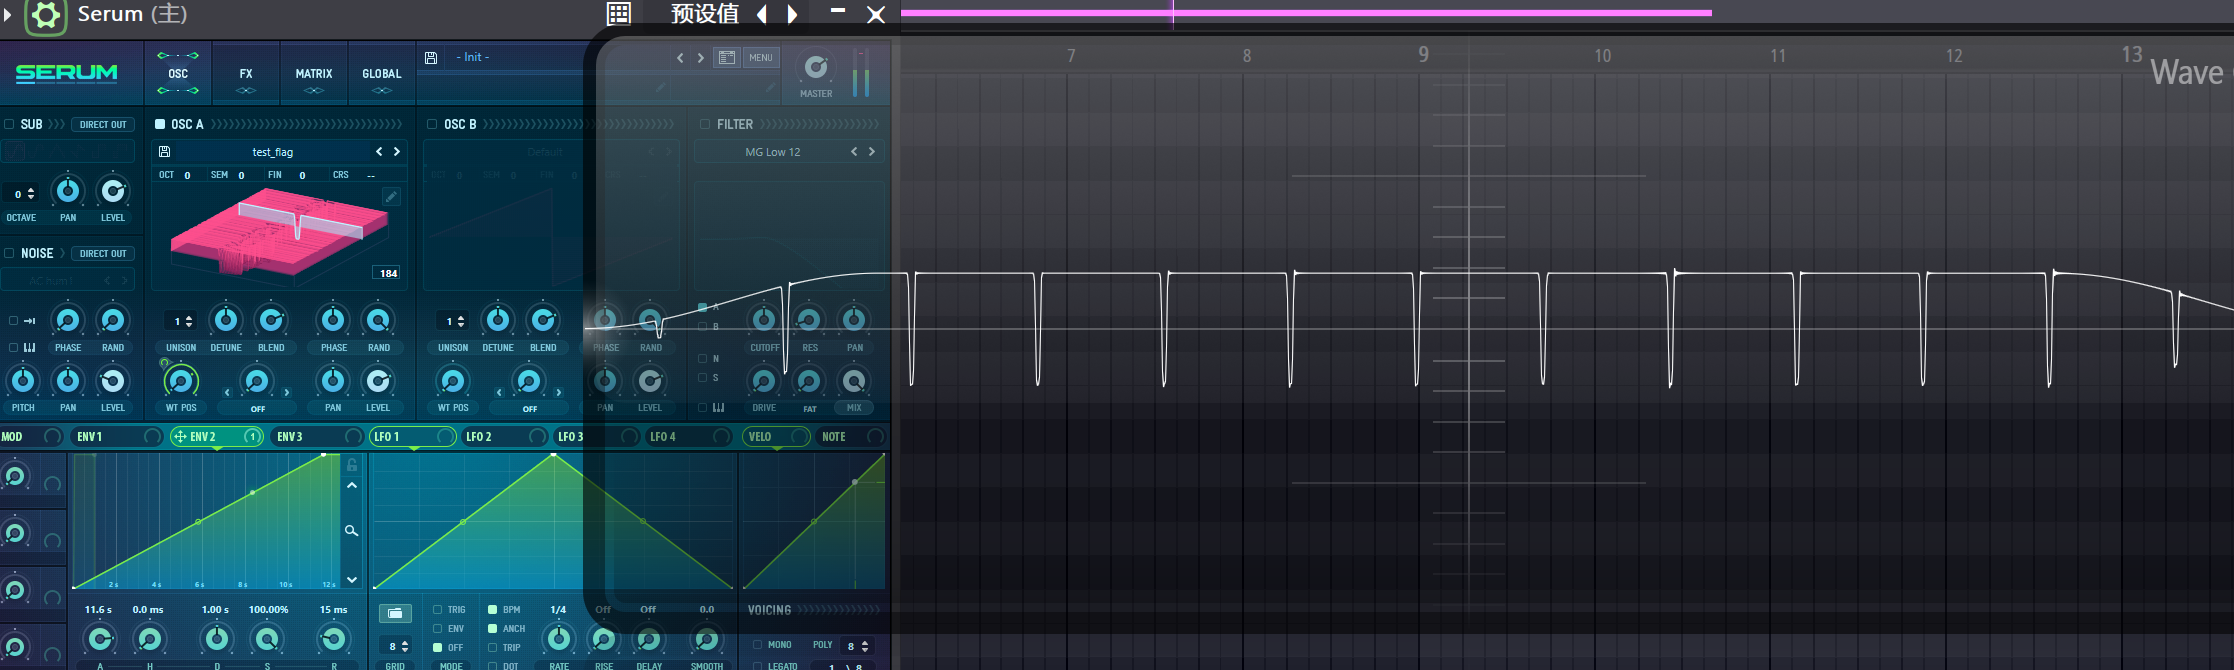 Serum (主)
预设值
7 8 9 10 11 12 13
Wave
SERUM
OSC FX MATRIX GLOBAL
- Init -
MENU
MASTER
SUB DIRECT OUT
OSC A
OSC B
FILTER
test_flag
Default
MG Low 12
OCT 0 SEM 0 FIN 0 CRS --
OCT 0 SEM 0 FIN 0 CRS
0
OCTAVE PAN LEVEL
NOISE DIRECT OUT
184
A
B
N
S
1
1
PHASE RAND
UNISON DETUNE BLEND PHASE RAND
UNISON DETUNE BLEND PHASE RAND
CUTOFF RES PAN
PITCH PAN LEVEL
WT POS OFF PAN LEVEL
WT POS OFF PAN LEVEL
DRIVE FAT MIX
MOD ENV 1 ENV 2 1 ENV 3 LFO 1 LFO 2 LFO 3 LFO 4 VELO NOTE
2 s 4 s 6 s 8 s 10 s 12 s
11.6 s 0.0 ms 1.00 s 100.00% 15 ms
A H D S R
TRIG
ENV
OFF
8
GRID MODE
BPM
ANCH
TRIP
DOT
1/4 Off Off 0.0
RATE RISE DELAY SMOOTH
VOICING
MONO POLY 8
LEGATO 1 \ 8